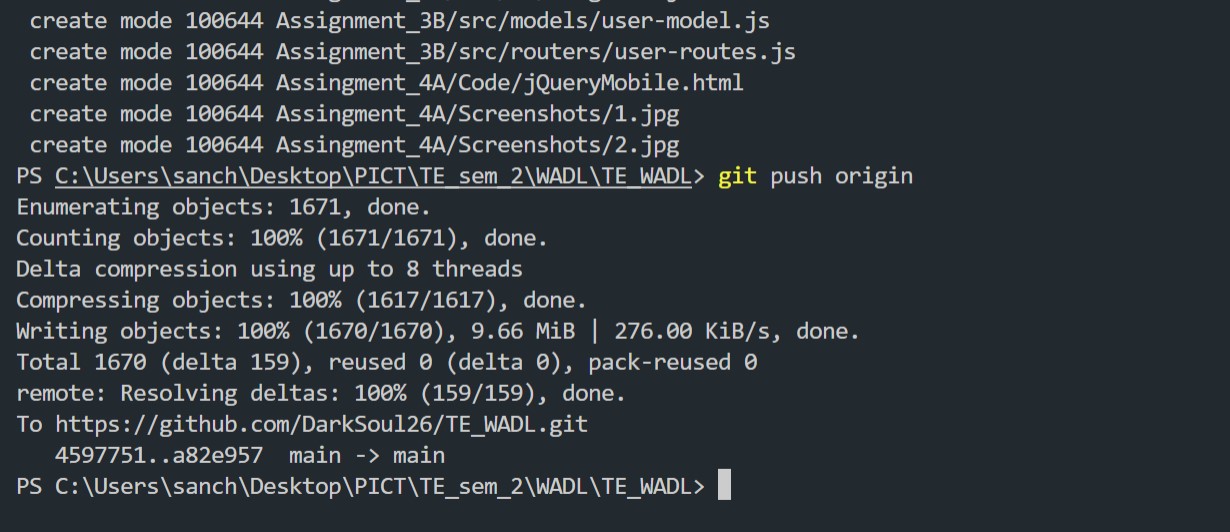 create mode 100644 Assignment_3B/src/models/user-model.js
create mode 100644 Assignment_3B/src/routers/user-routes.js
create mode 100644 Assingment_4A/Code/jQueryMobile.html
create mode 100644 Assingment_4A/Screenshots/1.jpg
create mode 100644 Assingment_4A/Screenshots/2.jpg
PS C:\Users\sanch\Desktop\PICT\TE_sem_2\WADL\TE_WADL> git push origin
Enumerating objects: 1671, done.
Counting objects: 100% (1671/1671), done.
Delta compression using up to 8 threads
Compressing objects: 100% (1617/1617), done.
Writing objects: 100% (1670/1670), 9.66 MiB | 276.00 KiB/s, done.
Total 1670 (delta 159), reused 0 (delta 0), pack-reused 0
remote: Resolving deltas: 100% (159/159), done.
To https://github.com/DarkSoul26/TE_WADL.git
4597751..a82e957  main -> main
PS C:\Users\sanch\Desktop\PICT\TE_sem_2\WADL\TE_WADL>